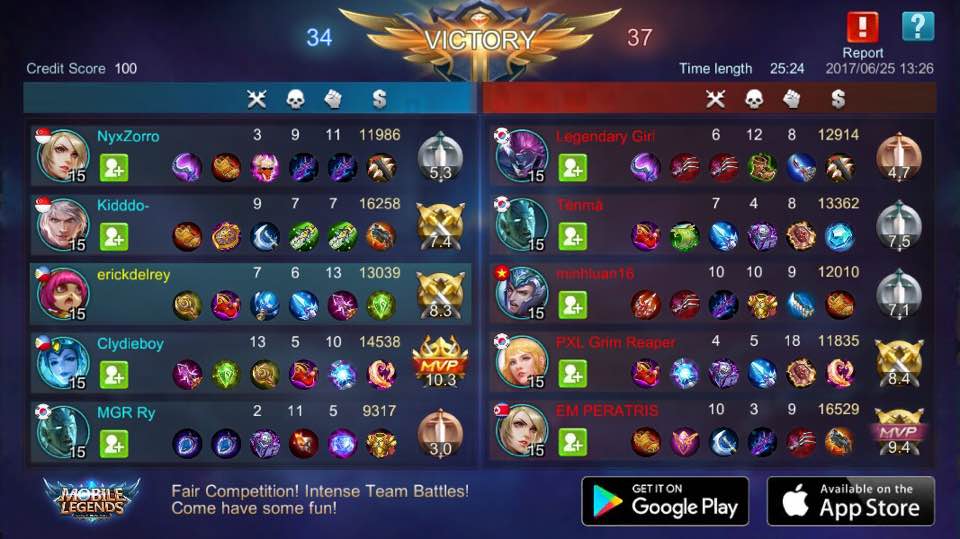 34
VICTORY
37
Report
Credit Score 100
Time length 25:24 2017/06/25 13:26
NyxZorro 3 9 11 11986
15 5.3
Kidddo- 9 7 7 16258
15 7.4
erickdelrey 7 6 13 13039
15 8.3
Clydieboy 13 5 10 14538
MVP
15 10.3
MGR Ry 2 11 5 9317
15 3.0
Legendary Girl 6 12 8 12914
15 4.7
Tenma 7 4 8 13362
15 7.5
minhluan16 10 10 9 12010
15 7.1
PXL Grim Reaper 4 5 18 11835
15 8.4
EM PERATRIS 10 3 9 16529
MVP
15 9.4
MOBILE
LEGENDS
Fair Competition! Intense Team Battles!
Come have some fun!
GET IT ON
Google Play
Available on the
App Store